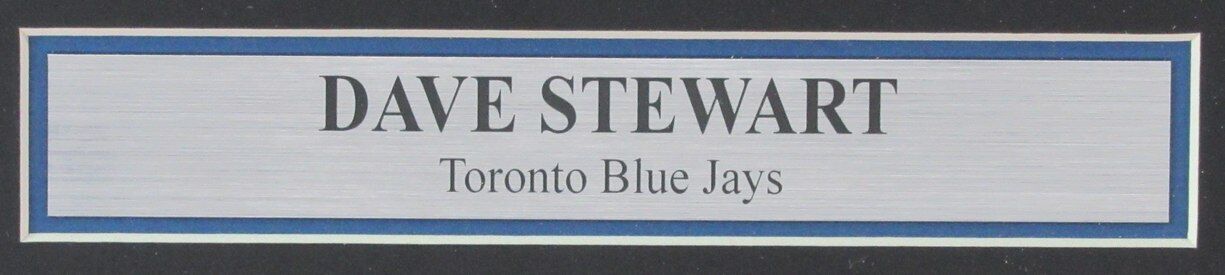 DAVE STEWART
Toronto Blue Jays